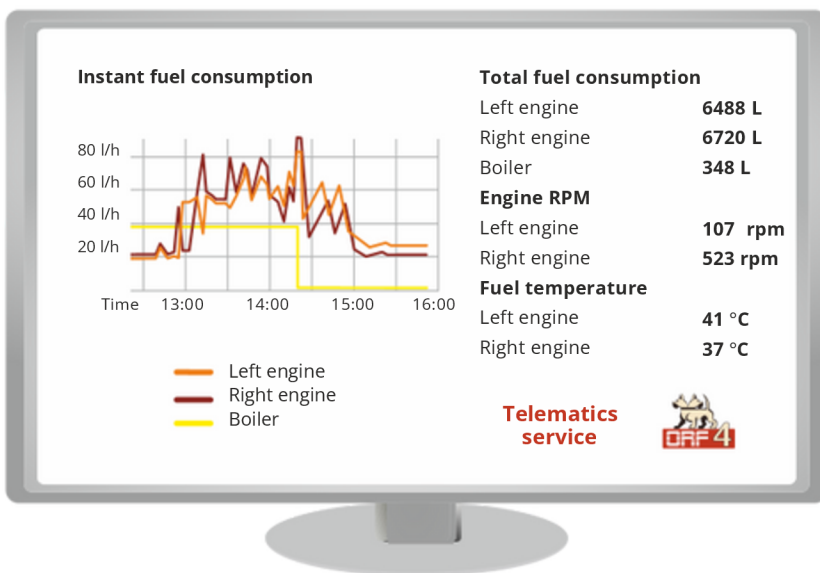 Instant fuel consumption
80 l/h
60 l/h
40 l/h
20 l/h
Time 13:00 14:00 15:00 16:00
Left engine
Right engine
Boiler
Total fuel consumption
Left engine 6488 L
Right engine 6720 L
Boiler 348 L
Engine RPM
Left engine 107 rpm
Right engine 523 rpm
Fuel temperature
Left engine 41 °C
Right engine 37 °C
Telematics
service
ORF 4